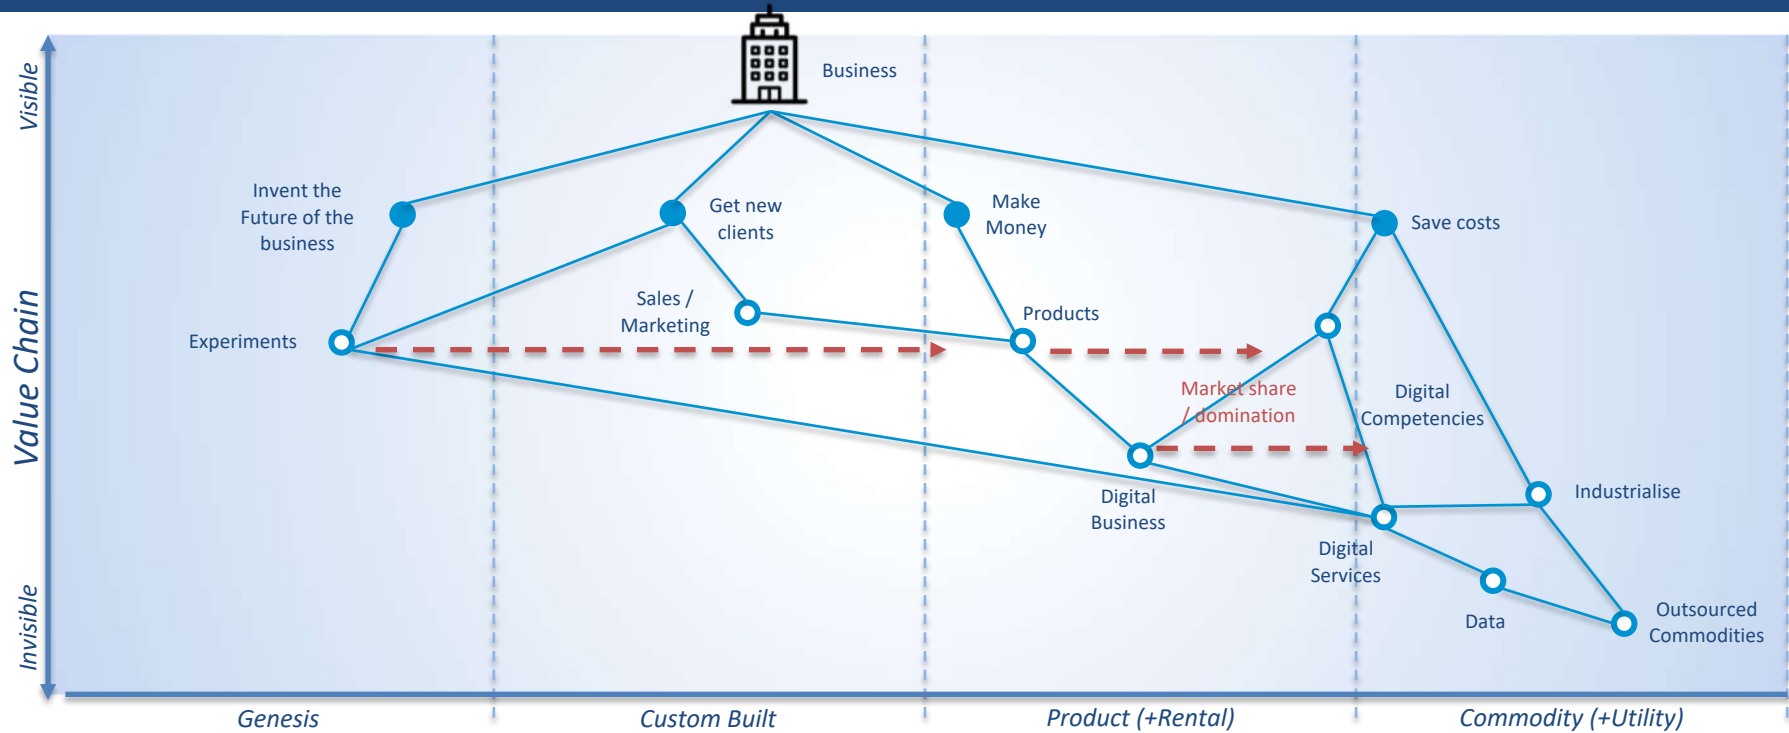 Visible
Value Chain
Invisible
Business
Invent the
Future of the
business
Get new
clients
Make
Money
Save costs
Experiments
Sales /
Marketing
Products
Market share
/ domination
Digital
Competencies
Digital
Business
Industrialise
Digital
Services
Data
Outsourced
Commodities
Genesis
Custom Built
Product (+Rental)
Commodity (+Utility)